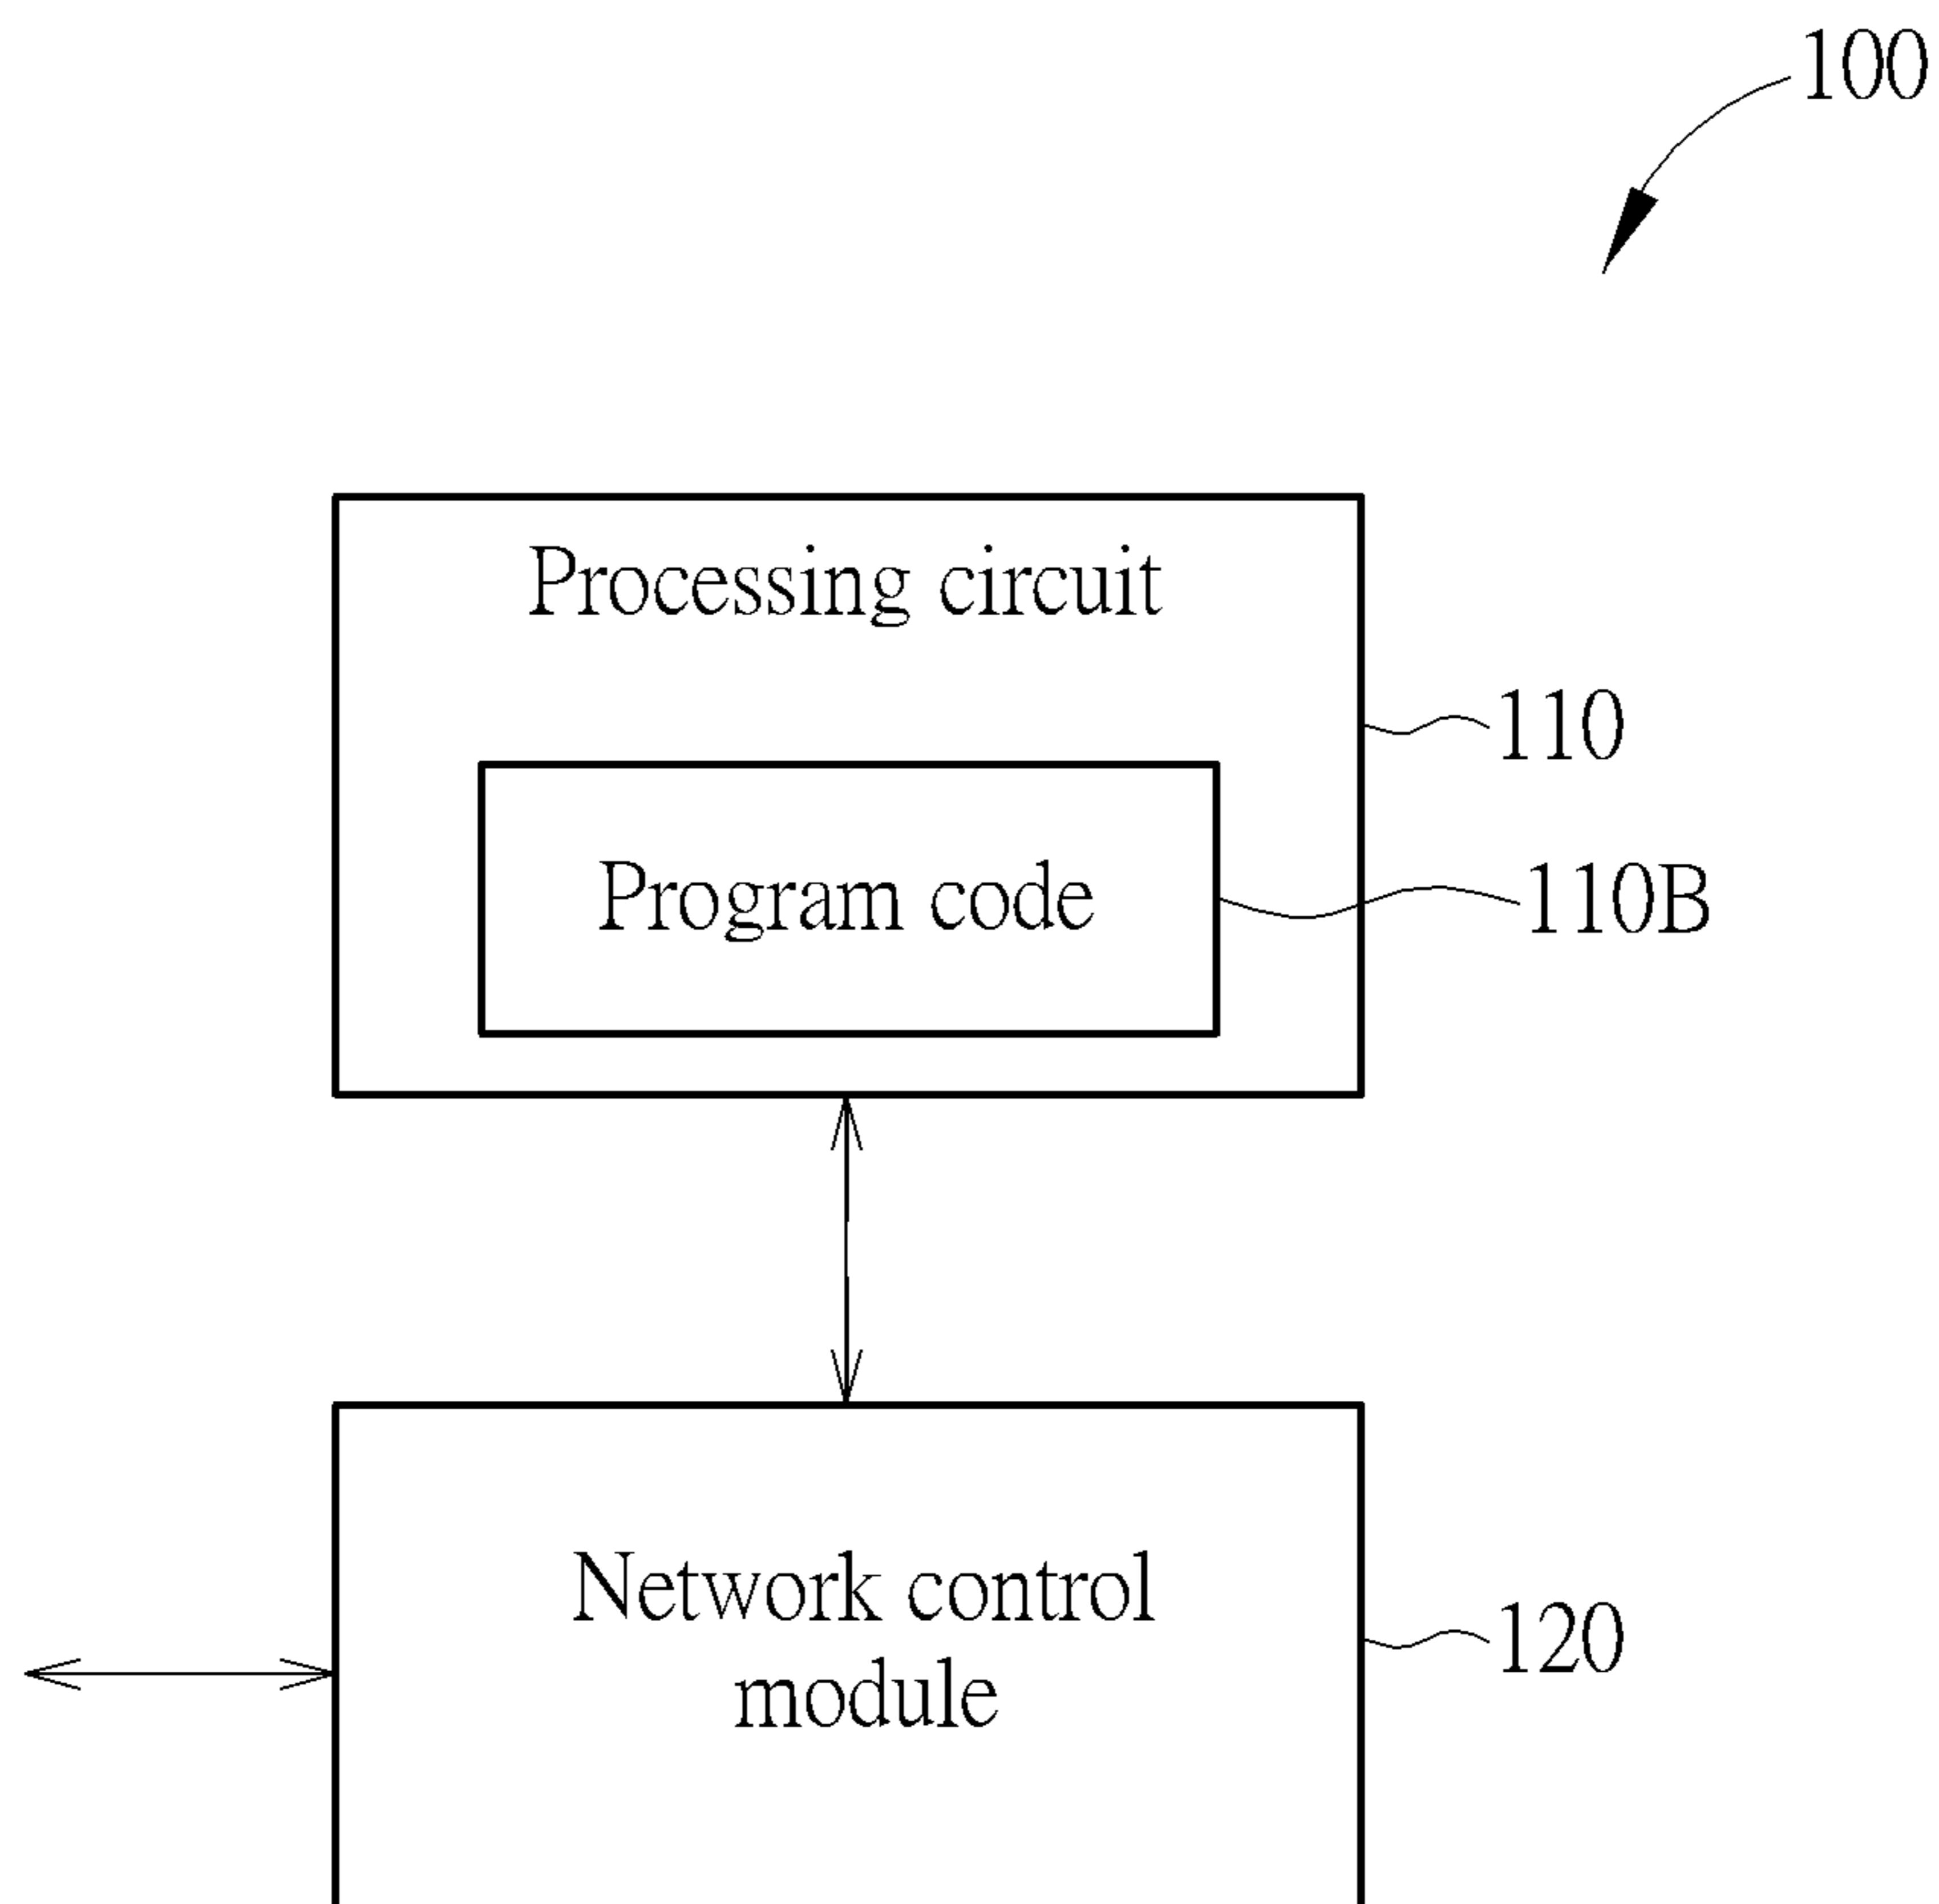 100
Processing circuit
110
Program code
110B
Network control
module
120